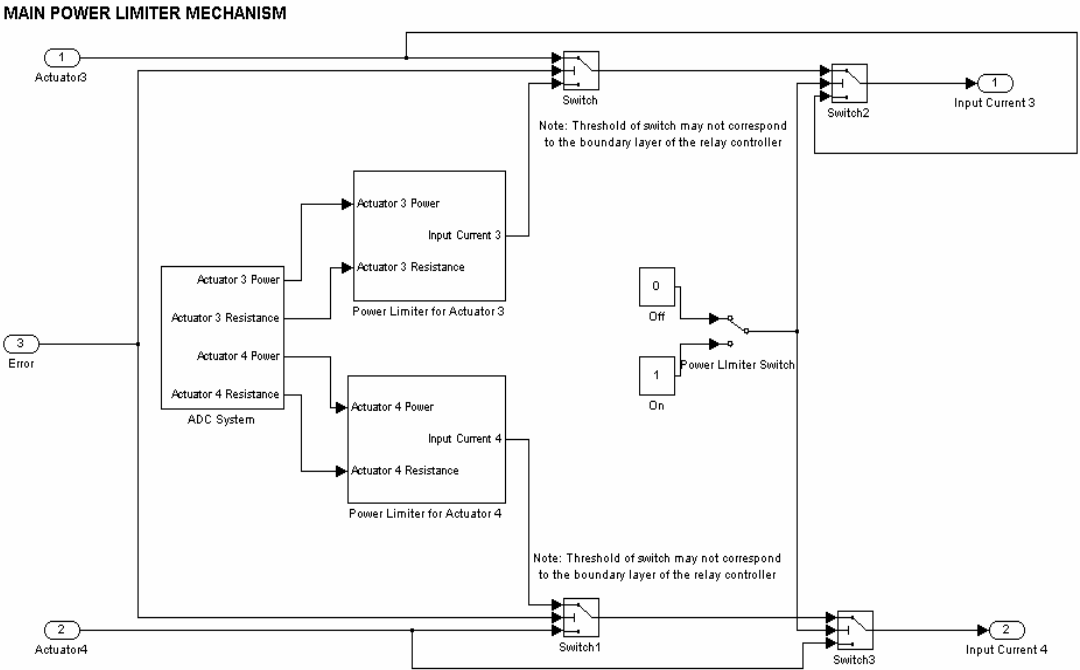 MAIN POWER LIMITER MECHANISM
1
Actuator3
Switch
Switch2
1
Input Current 3
Note: Threshold of switch may not correspond
to the boundary layer of the relay controller
Actuator 3 Power
Input Current 3
Actuator 3 Resistance
Power Limiter for Actuator 3
Actuator 3 Power
Actuator 3 Resistance
Actuator 4 Power
Actuator 4 Resistance
ADC System
3
Error
0
Off
Power LImiter Switch
1
On
Actuator 4 Power
Input Current 4
Actuator 4 Resistance
Power Limiter for Actuator 4
Note: Threshold of switch may not correspond
to the boundary layer of the relay controller
2
Actuator4
Switch1
Switch3
2
Input Current 4